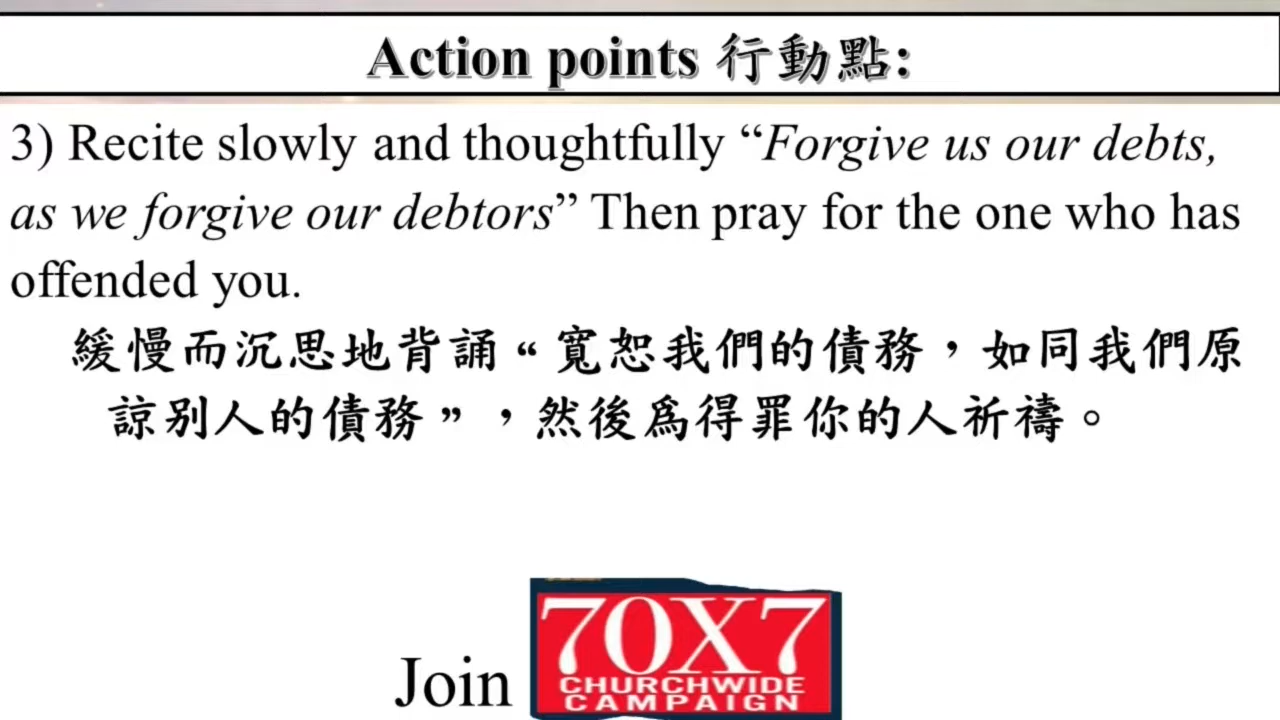 Action points 行動點:
3) Recite slowly and thoughtfully “Forgive us our debts,
as we forgive our debtors” Then pray for the one who has
offended you.
緩慢而沉思地背誦“寬恕我們的債務，如同我們原
諒别人的債務”，然後爲得罪你的人祈禱。
Join
70X7
CHURCHWIDE
CAMPAIGN